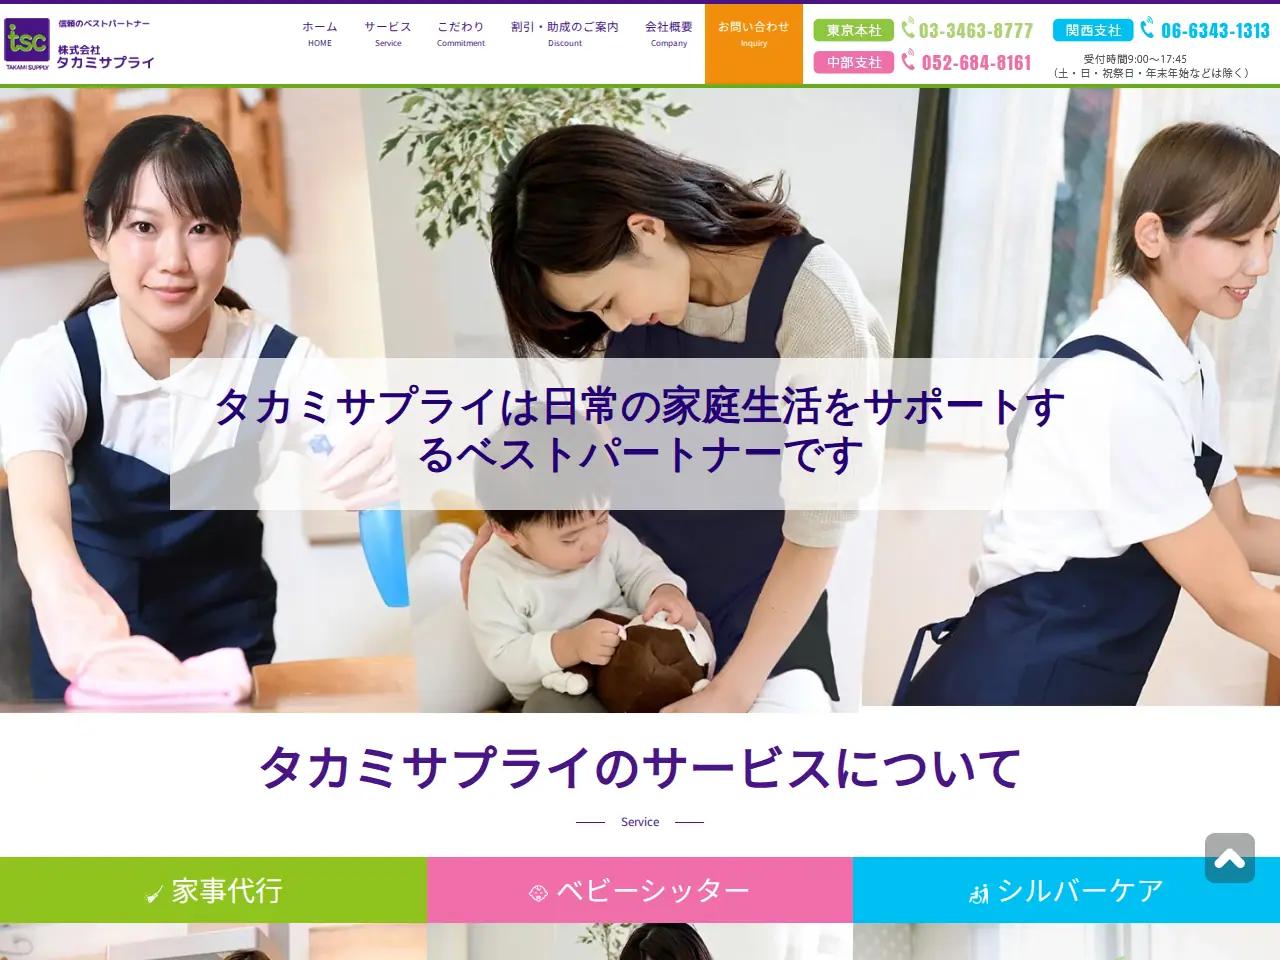 信頼のベストパートナー
tsc
TAKAMI SUPPLY
株式会社
タカミサプライ
ホーム
HOME
サービス
Service
こだわり
Commitment
割引・助成のご案内
Discount
会社概要
Company
お問い合わせ
Inquiry
東京本社 03-3463-8777
関西支社 06-6343-1313
中部支社 052-684-8161
受付時間9:00〜17:45
（土・日・祝祭日・年末年始などは除く）
タカミサプライは日常の家庭生活をサポートす
るベストパートナーです
タカミサプライのサービスについて
Service
家事代行
ベビーシッター
シルバーケア